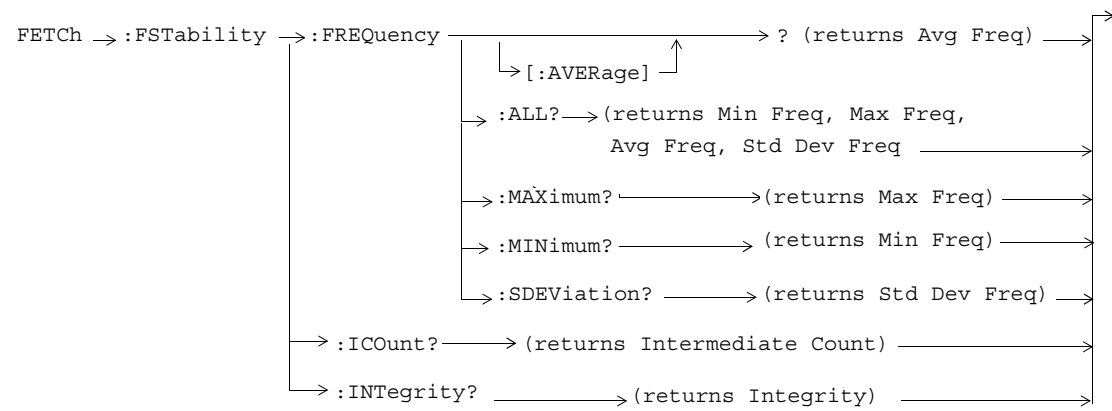 FETCh :FSTability :FREQuency ? (returns Avg Freq)
[:AVERage]
:ALL? (returns Min Freq, Max Freq,
Avg Freq, Std Dev Freq
:MAXimum? (returns Max Freq)
:MINimum? (returns Min Freq)
:SDEViation? (returns Std Dev Freq)
:ICOunt? (returns Intermediate Count)
:INTegrity? (returns Integrity)